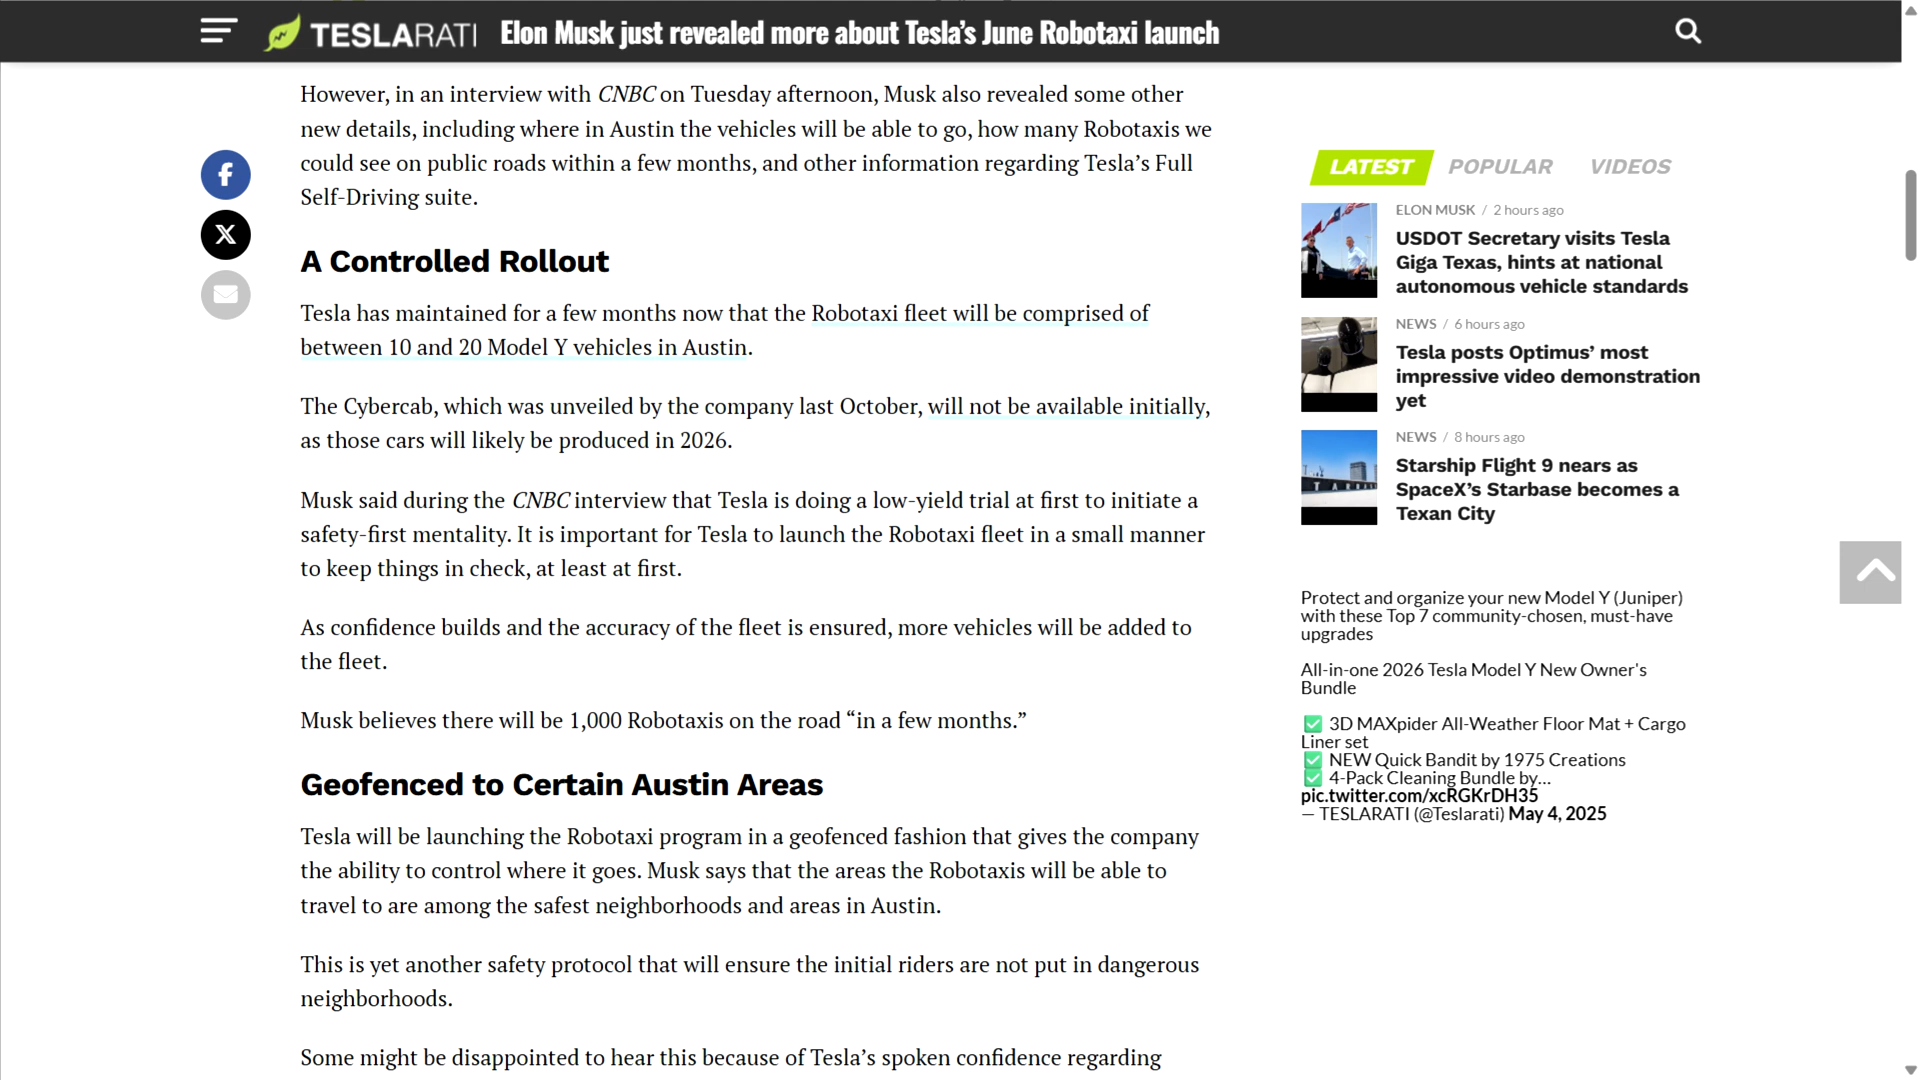 TESLARATI
Elon Musk just revealed more about Tesla’s June Robotaxi launch
However, in an interview with CNBC on Tuesday afternoon, Musk also revealed some other
new details, including where in Austin the vehicles will be able to go, how many Robotaxis we
could see on public roads within a few months, and other information regarding Tesla’s Full
Self-Driving suite.
A Controlled Rollout
Tesla has maintained for a few months now that the Robotaxi fleet will be comprised of
between 10 and 20 Model Y vehicles in Austin.
The Cybercab, which was unveiled by the company last October, will not be available initially,
as those cars will likely be produced in 2026.
Musk said during the CNBC interview that Tesla is doing a low-yield trial at first to initiate a
safety-first mentality. It is important for Tesla to launch the Robotaxi fleet in a small manner
to keep things in check, at least at first.
As confidence builds and the accuracy of the fleet is ensured, more vehicles will be added to
the fleet.
Musk believes there will be 1,000 Robotaxis on the road “in a few months.”
Geofenced to Certain Austin Areas
Tesla will be launching the Robotaxi program in a geofenced fashion that gives the company
the ability to control where it goes. Musk says that the areas the Robotaxis will be able to
travel to are among the safest neighborhoods and areas in Austin.
This is yet another safety protocol that will ensure the initial riders are not put in dangerous
neighborhoods.
Some might be disappointed to hear this because of Tesla’s spoken confidence regarding
LATEST POPULAR VIDEOS
ELON MUSK / 2 hours ago
USDOT Secretary visits Tesla
Giga Texas, hints at national
autonomous vehicle standards
NEWS / 6 hours ago
Tesla posts Optimus’ most
impressive video demonstration
yet
NEWS / 8 hours ago
Starship Flight 9 nears as
SpaceX’s Starbase becomes a
Texan City
Protect and organize your new Model Y (Juniper)
with these Top 7 community-chosen, must-have
upgrades
All-in-one 2026 Tesla Model Y New Owner's
Bundle
✅ 3D MAXpider All-Weather Floor Mat + Cargo
Liner set
✅ NEW Quick Bandit by 1975 Creations
✅ 4-Pack Cleaning Bundle by…
pic.twitter.com/xcRGKrDH35
— TESLARATI (@Teslarati) May 4, 2025